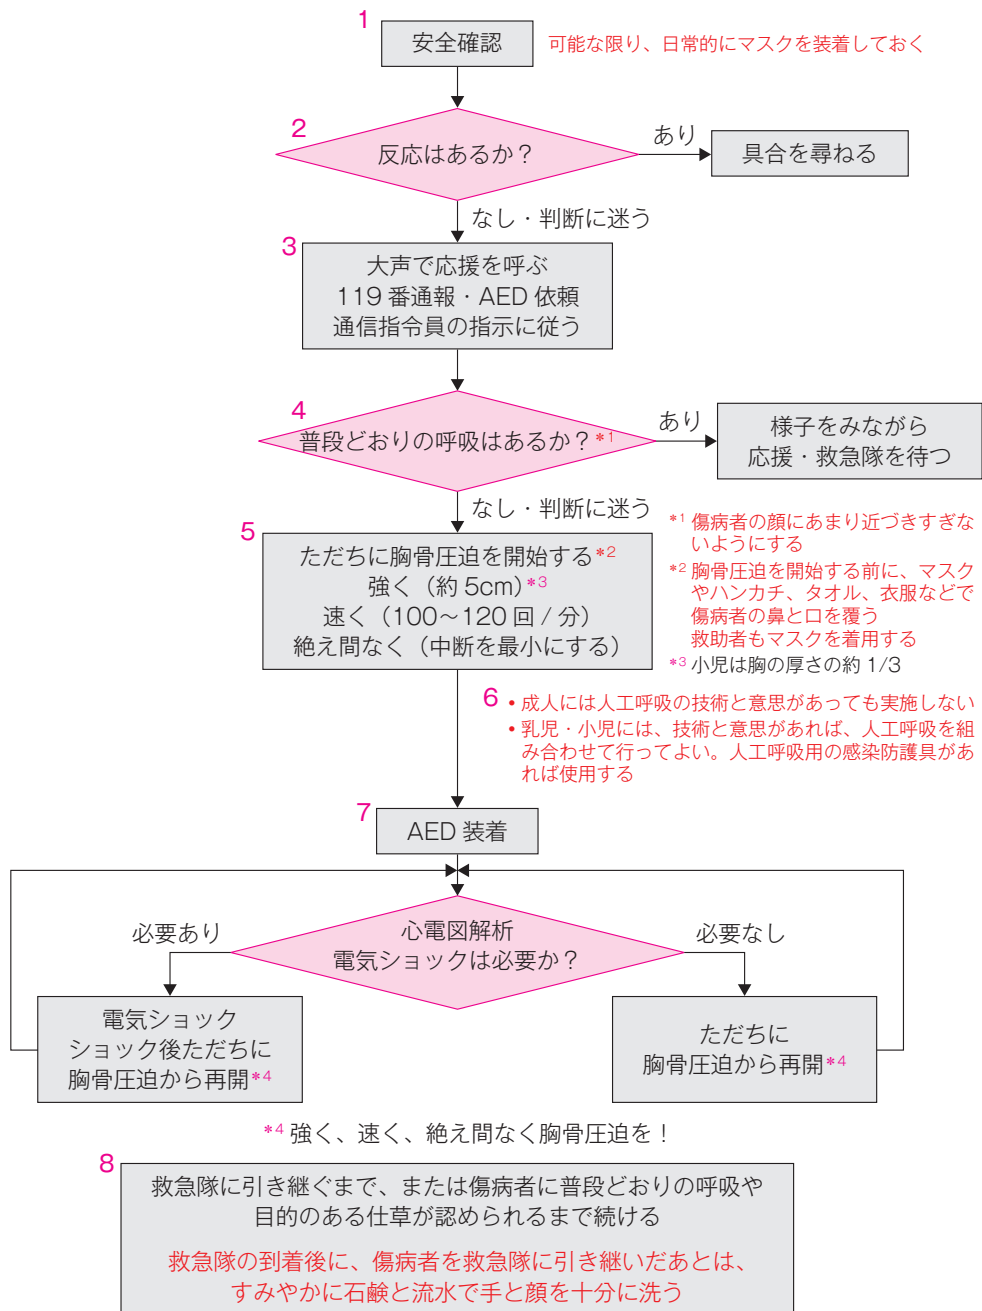 1
安全確認
可能な限り、日常的にマスクを装着しておく
2
反応はあるか?
あり
具合を尋ねる
なし・判断に迷う
3
大声で応援を呼ぶ
119番通報・AED依頼
通信指令員の指示に従う
4
普段どおりの呼吸はあるか?*1
あり
様子をみながら
応援・救急隊を待つ
なし・判断に迷う
5
ただちに胸骨圧迫を開始する*2
強く(約5cm)*3
速く(100~120回/分)
絶え間なく(中断を最小にする)
*1 傷病者の顔にあまり近づきすぎな
いようにする
*2 胸骨圧迫を開始する前に、マスク
やハンカチ、タオル、衣服などで
傷病者の鼻と口を覆う
救助者もマスクを着用する
*3 小児は胸の厚さの約1/3
6
• 成人には人工呼吸の技術と意思があっても実施しない
• 乳児・小児には、技術と意思があれば、人工呼吸を組
み合わせて行ってよい。人工呼吸用の感染防護具があ
れば使用する
7
AED装着
心電図解析
電気ショックは必要か?
必要あり
必要なし
電気ショック
ショック後ただちに
胸骨圧迫から再開*4
ただちに
胸骨圧迫から再開*4
*4 強く、速く、絶え間なく胸骨圧迫を!
8
救急隊に引き継ぐまで、または傷病者に普段どおりの呼吸や
目的のある仕草が認められるまで続ける
救急隊の到着後に、傷病者を救急隊に引き継いだあとは、
すみやかに石鹸と流水で手と顔を十分に洗う